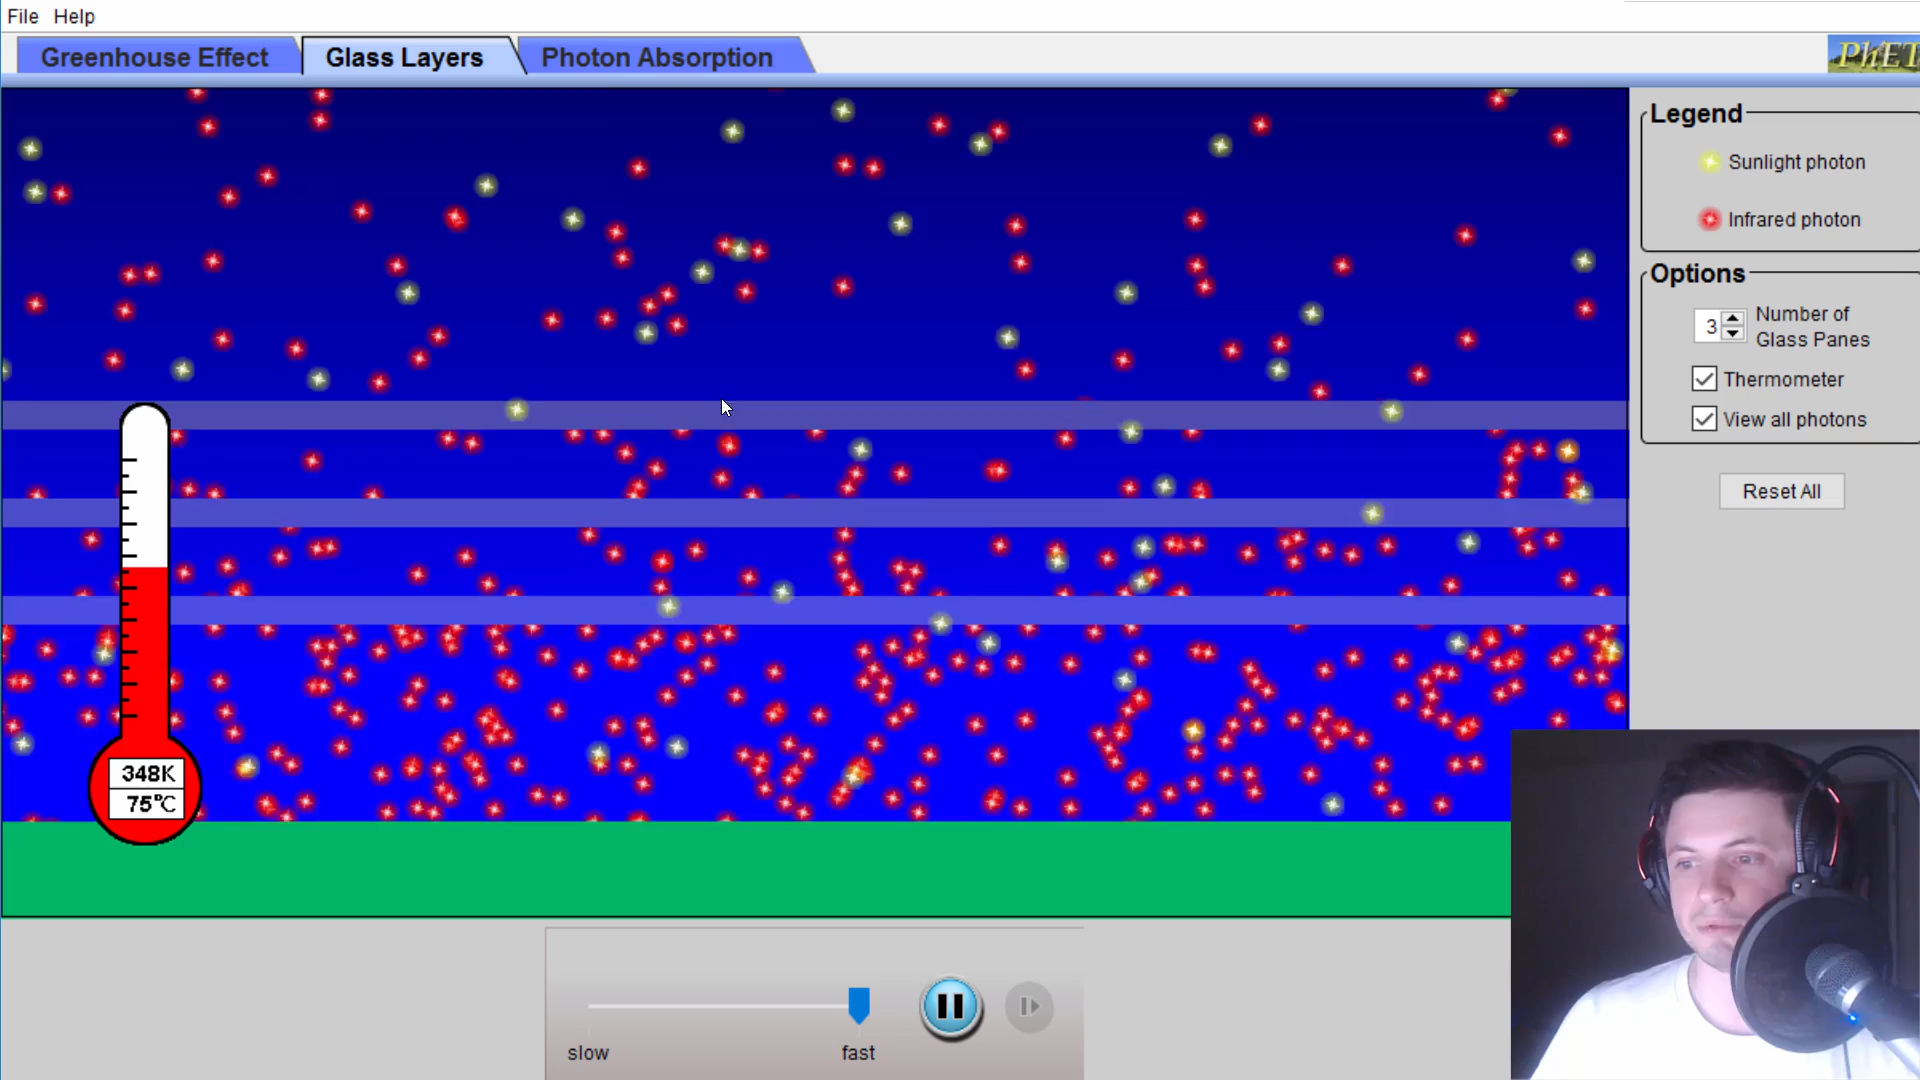 File Help
Greenhouse Effect
Glass Layers
Photon Absorption
PhET
Legend
Sunlight photon
Infrared photon
Options
3
Number of
Glass Panes
Thermometer
View all photons
Reset All
348K
75°C
slow
fast